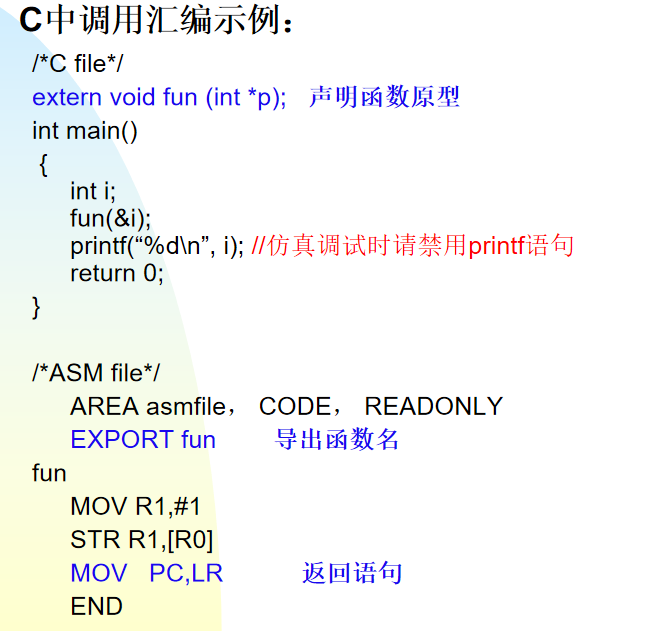 C中调用汇编示例：
/*C file*/
extern void fun (int *p); 声明函数原型
int main()
{
int i;
fun(&i);
printf(“%d\n”, i); //仿真调试时请禁用printf语句
return 0;
}
/*ASM file*/
AREA asmfile， CODE， READONLY
EXPORT fun 导出函数名
fun
MOV R1,#1
STR R1,[R0]
MOV PC,LR 返回语句
END